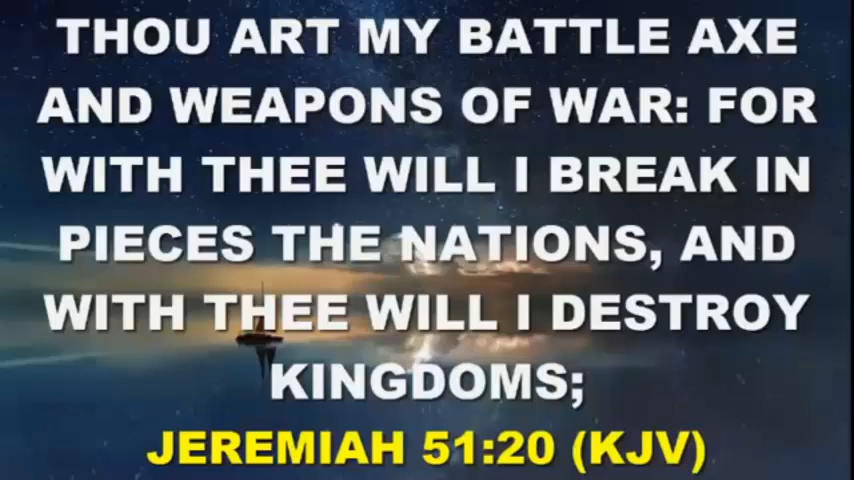 THOU ART MY BATTLE AXE
AND WEAPONS OF WAR: FOR
WITH THEE WILL I BREAK IN
PIECES THE NATIONS, AND
WITH THEE WILL I DESTROY
KINGDOMS;
JEREMIAH 51:20 (KJV)